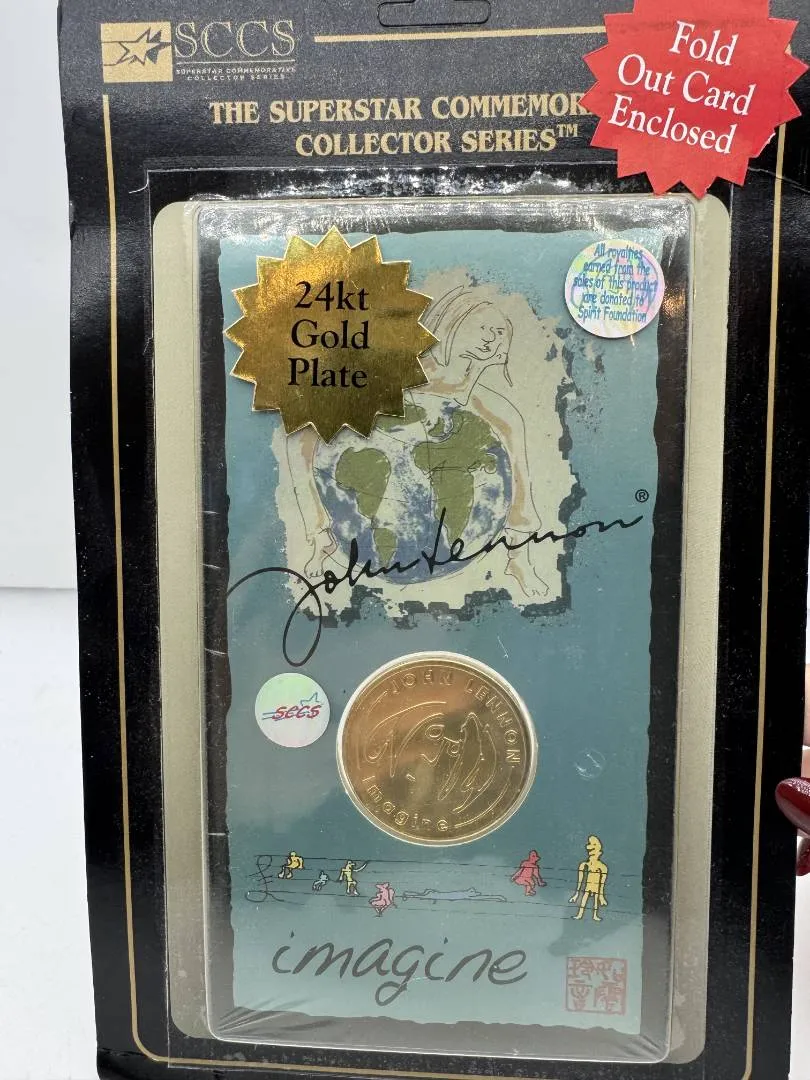 SCCS
SUPERSTAR COMMEMORATIVE
COLLECTOR SERIES
THE SUPERSTAR COMMEMOR
COLLECTOR SERIES™
Fold
Out Card
Enclosed
24kt
Gold
Plate
All royalties
earned from the
sales of this product
are donated to
Spirit Foundation
John Lennon ®
SCCS
JOHN LENNON
imagine
imagine